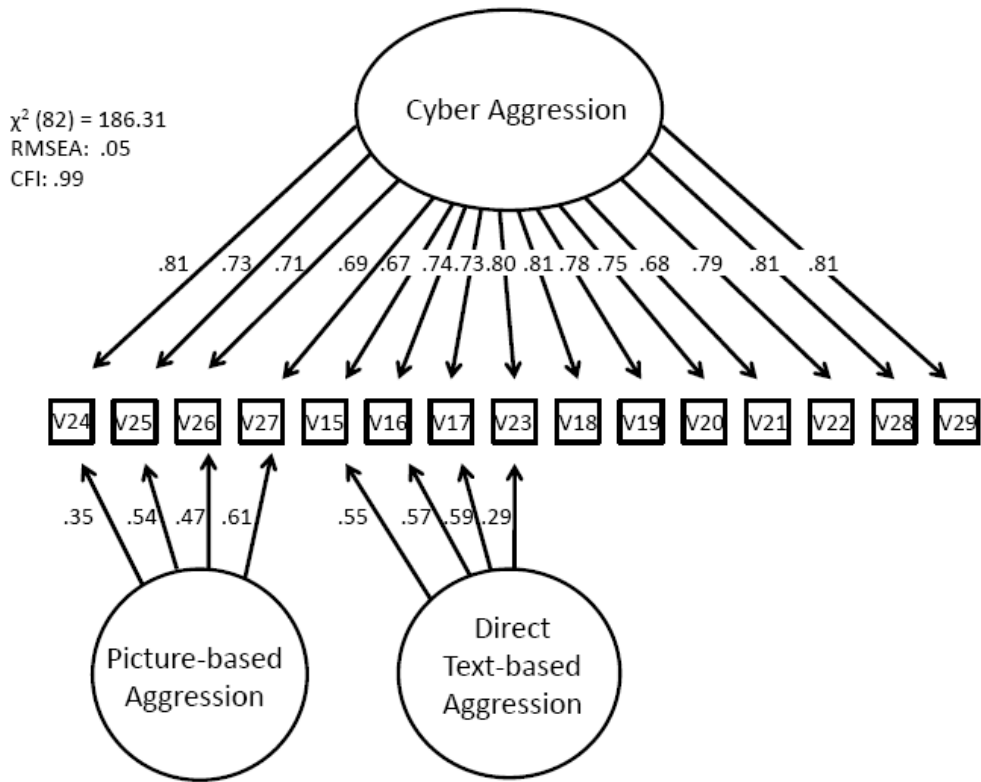 Cyber Aggression
χ² (82) = 186.31
RMSEA: .05
CFI: .99
.81 .73 .71 .69 .67 .74 .73 .80 .81 .78 .75 .68 .79 .81 .81
V24 V25 V26 V27 V15 V16 V17 V23 V18 V19 V20 V21 V22 V28 V29
.35 .54 .47 .61 .55 .57 .59 .29
Picture-based
Aggression
Direct
Text-based
Aggression